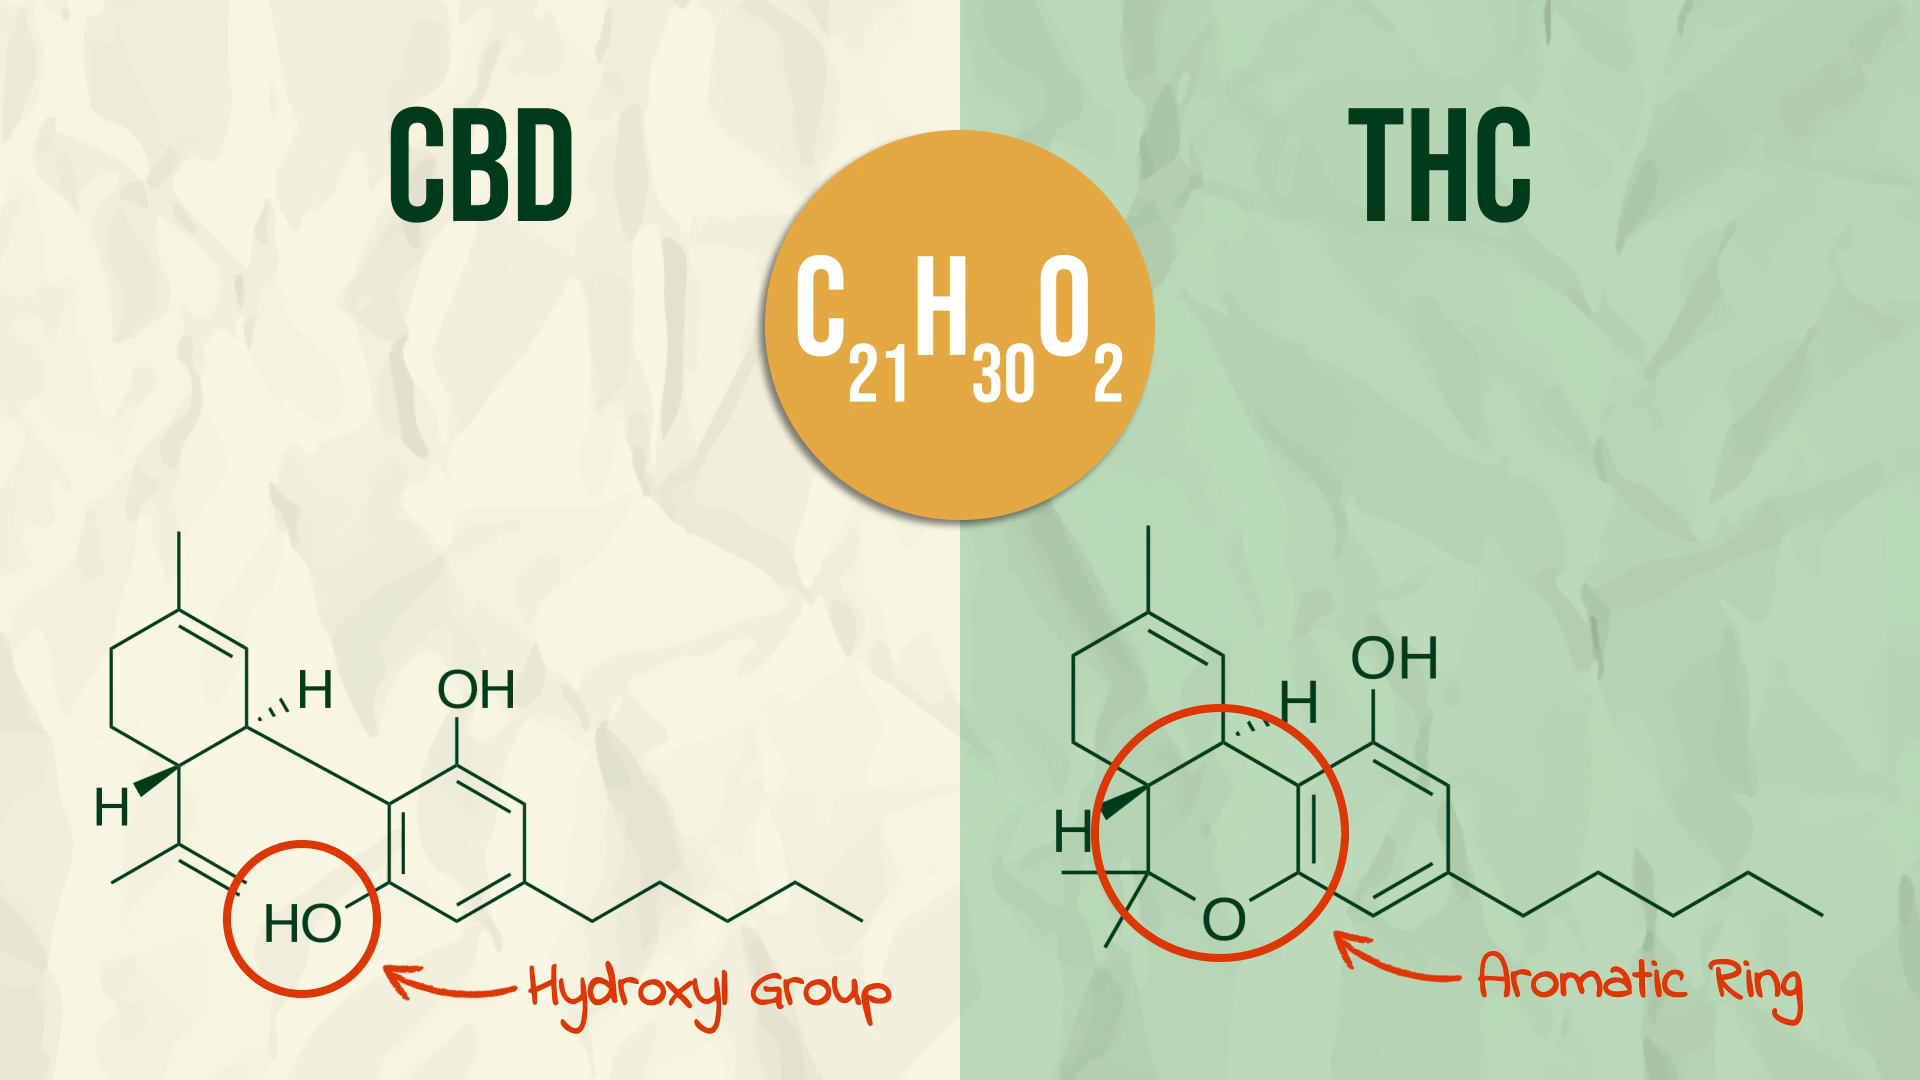 CBD
THC
C21H30O2
H
OH
H
HO
Hydroxyl Group
H
OH
H
O
Aromatic Ring